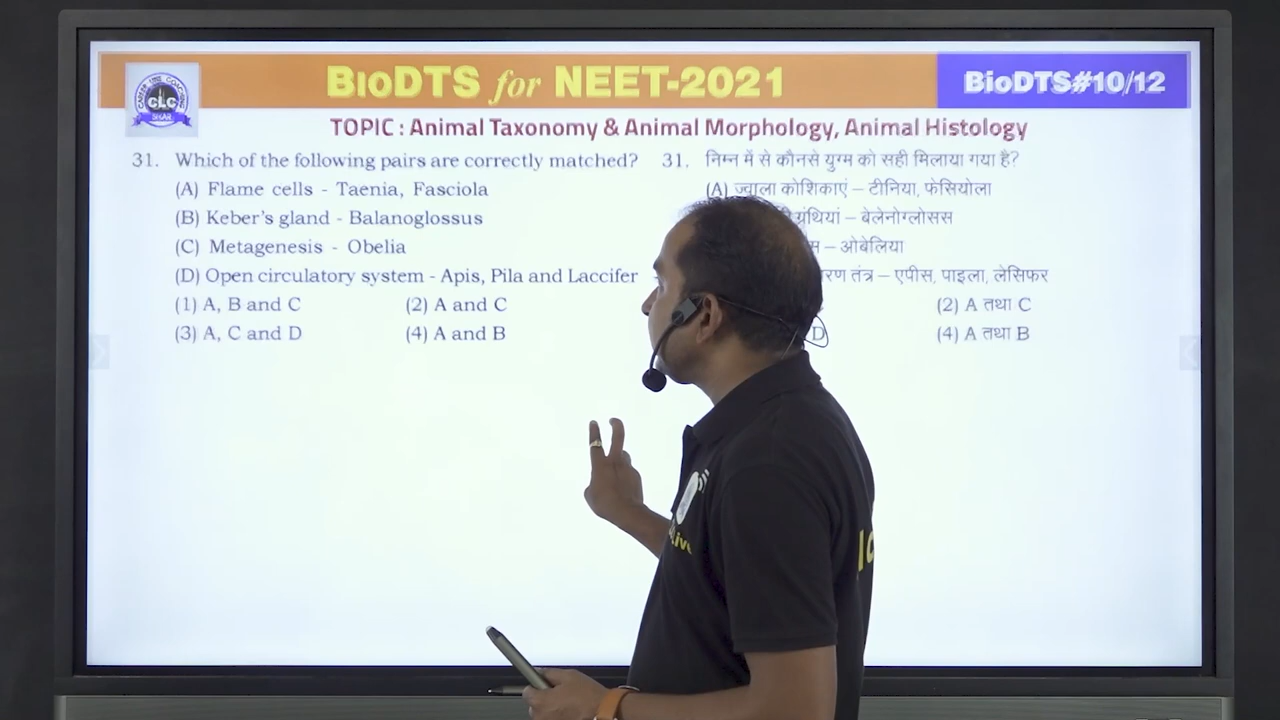 BioDTS for NEET-2021
BioDTS#10/12
CLC
SIKAR
TOPIC : Animal Taxonomy & Animal Morphology, Animal Histology
31. Which of the following pairs are correctly matched?
(A) Flame cells - Taenia, Fasciola
(B) Keber's gland - Balanoglossus
(C) Metagenesis - Obelia
(D) Open circulatory system - Apis, Pila and Laccifer
(1) A, B and C (2) A and C
(3) A, C and D (4) A and B
31. निम्न में से कौनसे युग्म को सही मिलाया गया है?
(A) ज्वाला कोशिकाएं – टीनिया, फेसियोला
ग्रंथियां – बेलेनोग्लोसस
– ओबेलिया
तंत्र – एपीस, पाइला, लेसिफर
(2) A तथा C
D (4) A तथा B